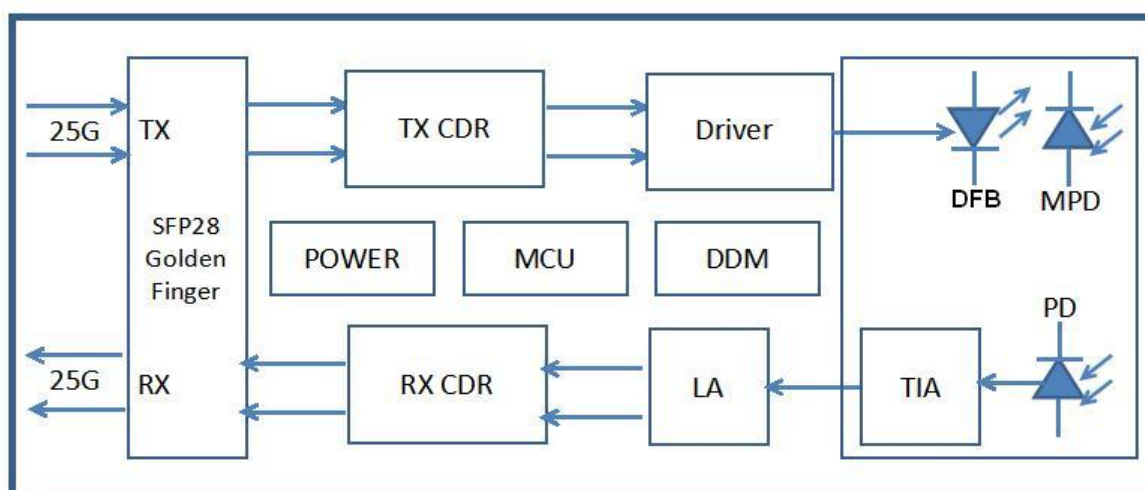 25G
TX
TX CDR
Driver
DFB
MPD
SFP28
Golden
Finger
POWER
MCU
DDM
PD
25G
RX
RX CDR
LA
TIA